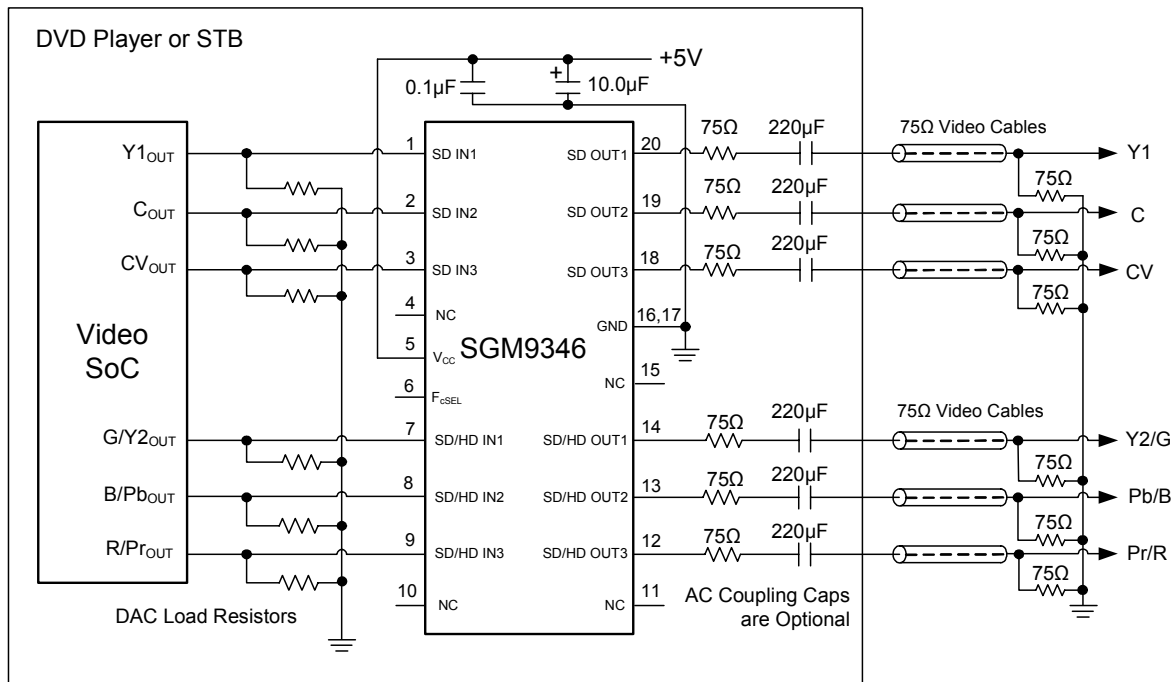 DVD Player or STB
+5V
0.1µF
10.0µF
75Ω
220µF
75Ω Video Cables
Y1OUT
1
SD IN1
SD OUT1
20
Y1
75Ω
220µF
75Ω
COUT
2
SD IN2
SD OUT2
19
C
75Ω
220µF
75Ω
CVOUT
3
SD IN3
SD OUT3
18
CV
75Ω
4
NC
GND
16,17
Video
SoC
SGM9346
5
VCC
NC
15
6
FcSEL
75Ω
220µF
75Ω Video Cables
G/Y2OUT
7
SD/HD IN1
SD/HD OUT1
14
Y2/G
75Ω
220µF
75Ω
B/PbOUT
8
SD/HD IN2
SD/HD OUT2
13
Pb/B
75Ω
220µF
75Ω
R/PrOUT
9
SD/HD IN3
SD/HD OUT3
12
Pr/R
75Ω
10
NC
NC
11
DAC Load Resistors
AC Coupling Caps
are Optional